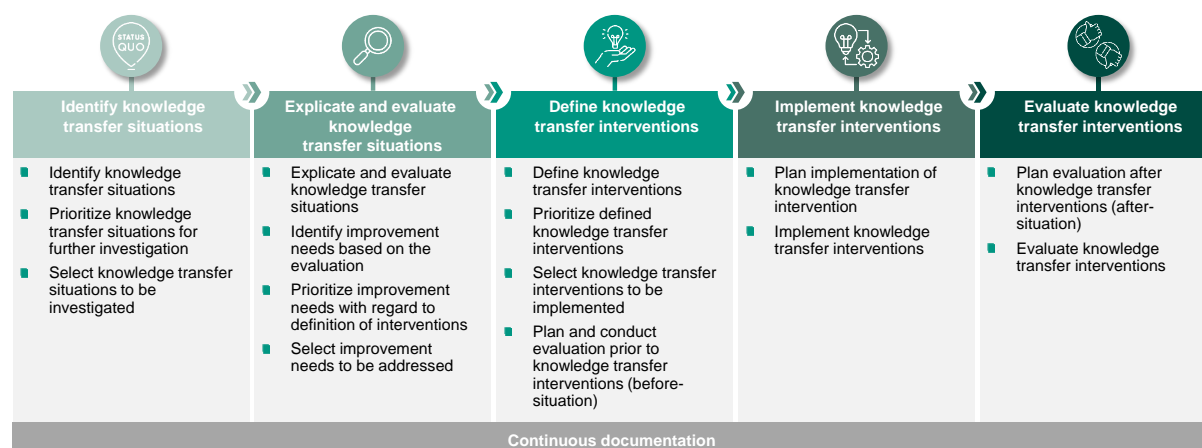 STATUS
QUO
Identify knowledge
transfer situations
Identify knowledge
transfer situations
Prioritize knowledge
transfer situations for
further investigation
Select knowledge transfer
situations to be
investigated
Explicate and evaluate
knowledge
transfer situations
Explicate and evaluate
knowledge transfer
situations
Identify improvement
needs based on the
evaluation
Prioritize improvement
needs with regard to
definition of interventions
Select improvement
needs to be addressed
Define knowledge
transfer interventions
Define knowledge
transfer interventions
Prioritize defined
knowledge transfer
interventions
Select knowledge transfer
interventions to be
implemented
Plan and conduct
evaluation prior to
knowledge transfer
interventions (before-
situation)
Implement knowledge
transfer interventions
Plan implementation of
knowledge transfer
intervention
Implement knowledge
transfer interventions
Evaluate knowledge
transfer interventions
Plan evaluation after
knowledge transfer
interventions (after-
situation)
Evaluate knowledge
transfer interventions
Continuous documentation